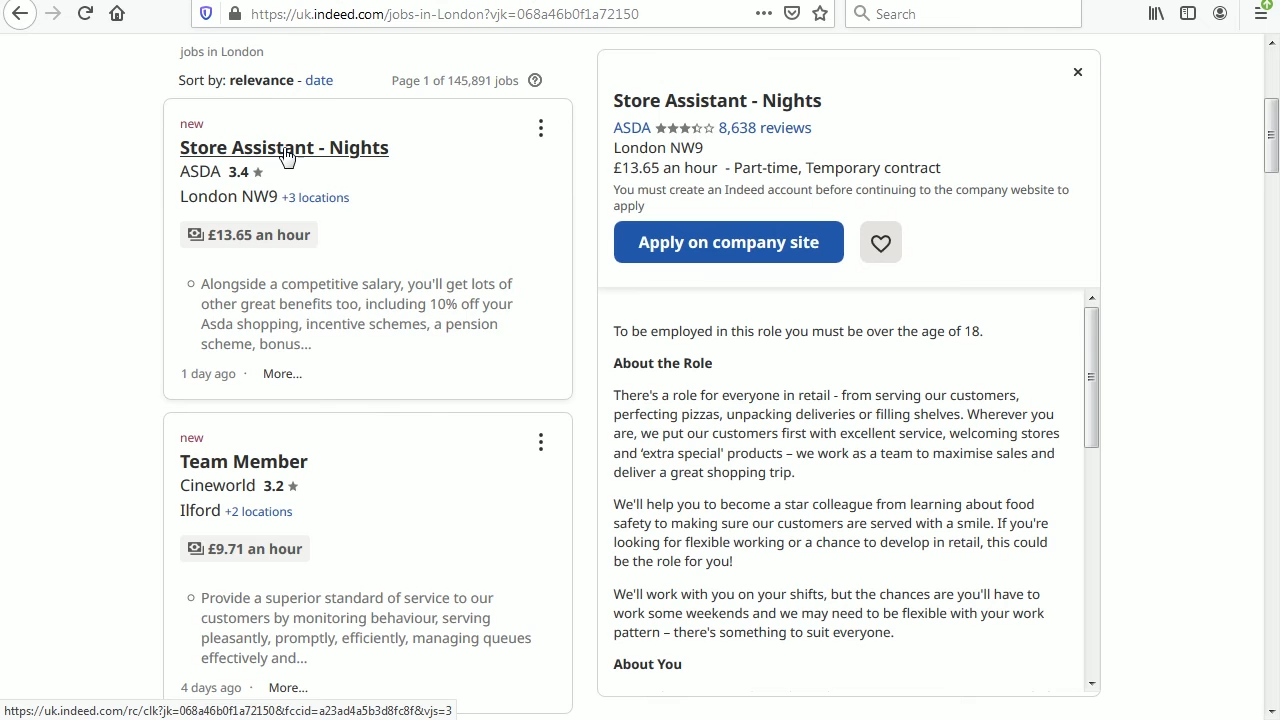 https://uk.indeed.com/jobs-in-London?vjk=068a46b0f1a72150
Search
jobs in London
Sort by: relevance - date
Page 1 of 145,891 jobs
new
Store Assistant - Nights
ASDA 3.4
London NW9 +3 locations
£13.65 an hour
Alongside a competitive salary, you'll get lots of
other great benefits too, including 10% off your
Asda shopping, incentive schemes, a pension
scheme, bonus...
1 day ago · More...
new
Team Member
Cineworld 3.2
Ilford +2 locations
£9.71 an hour
Provide a superior standard of service to our
customers by monitoring behaviour, serving
pleasantly, promptly, efficiently, managing queues
effectively and...
4 days ago · More...
https://uk.indeed.com/rc/clk?jk=068a46b0f1a72150&fccid=a23ad4a5b3d8fc8f&vjs=3
Store Assistant - Nights
ASDA 8,638 reviews
London NW9
£13.65 an hour - Part-time, Temporary contract
You must create an Indeed account before continuing to the company website to
apply
Apply on company site
To be employed in this role you must be over the age of 18.
About the Role
There's a role for everyone in retail - from serving our customers,
perfecting pizzas, unpacking deliveries or filling shelves. Wherever you
are, we put our customers first with excellent service, welcoming stores
and ‘extra special' products – we work as a team to maximise sales and
deliver a great shopping trip.
We'll help you to become a star colleague from learning about food
safety to making sure our customers are served with a smile. If you're
looking for flexible working or a chance to develop in retail, this could
be the role for you!
We'll work with you on your shifts, but the chances are you'll have to
work some weekends and we may need to be flexible with your work
pattern – there's something to suit everyone.
About You